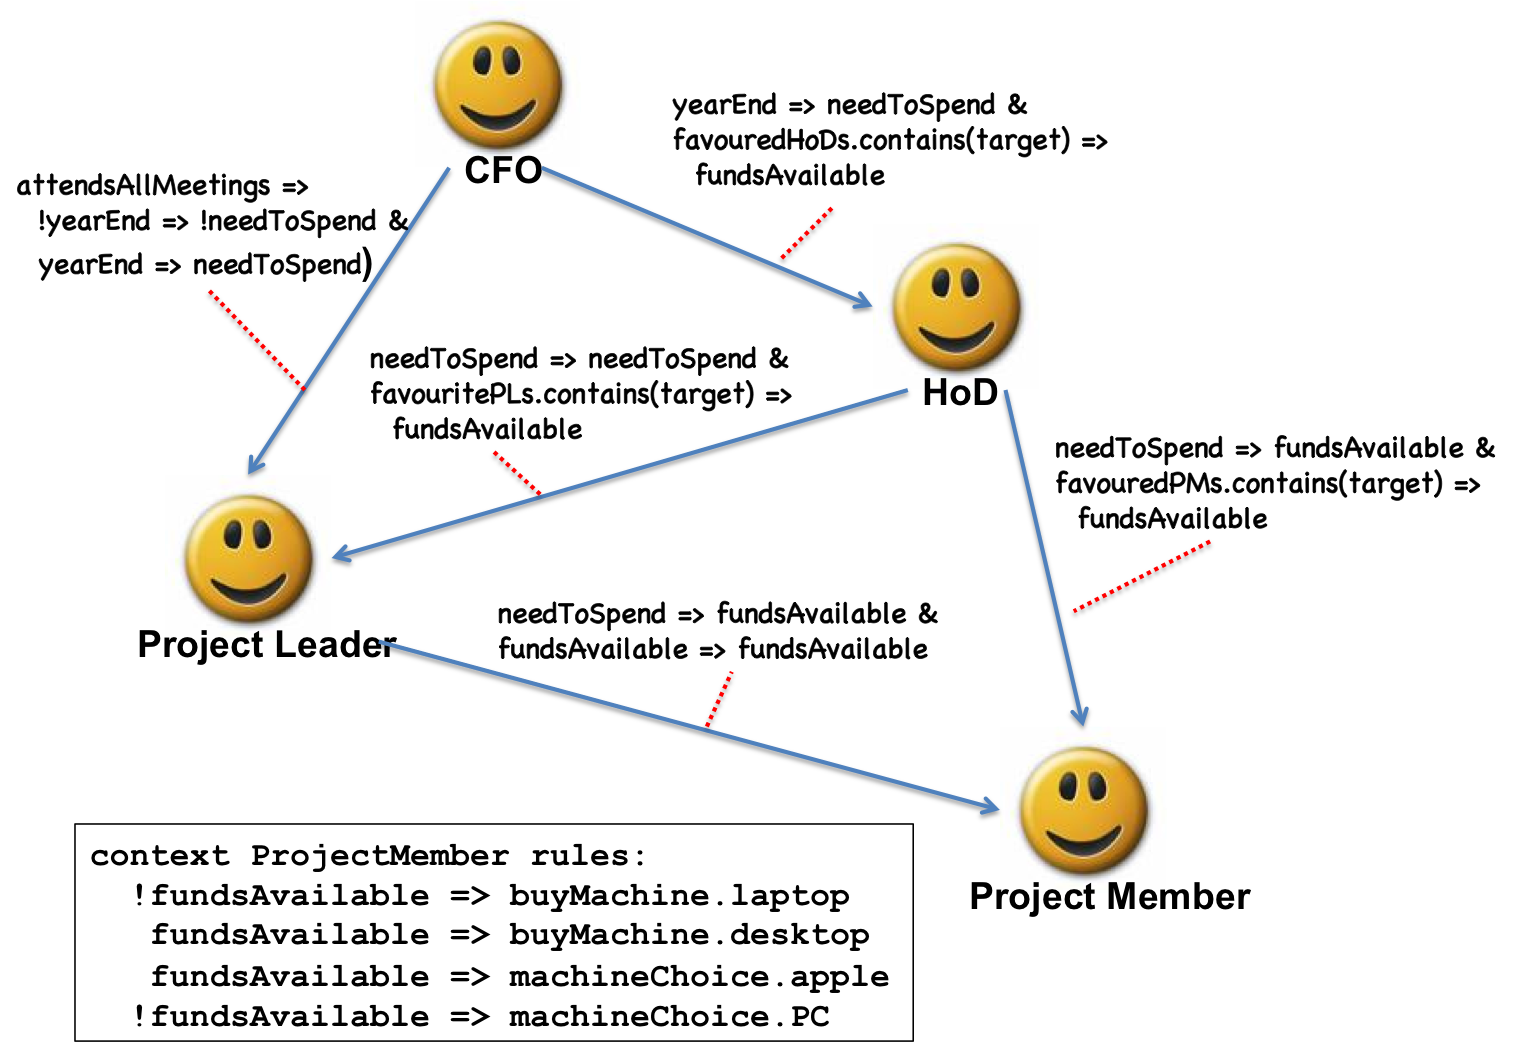 CFO
yearEnd => needToSpend &
favouredHoDs.contains(target) =>
fundsAvailable
attendsAllMeetings =>
!yearEnd => !needToSpend &
yearEnd => needToSpend)
HoD
needToSpend => needToSpend &
favouritePLs.contains(target) =>
fundsAvailable
needToSpend => fundsAvailable &
favouredPMs.contains(target) =>
fundsAvailable
Project Leader
needToSpend => fundsAvailable &
fundsAvailable => fundsAvailable
Project Member
context ProjectMember rules:
!fundsAvailable => buyMachine.laptop
fundsAvailable => buyMachine.desktop
fundsAvailable => machineChoice.apple
!fundsAvailable => machineChoice.PC